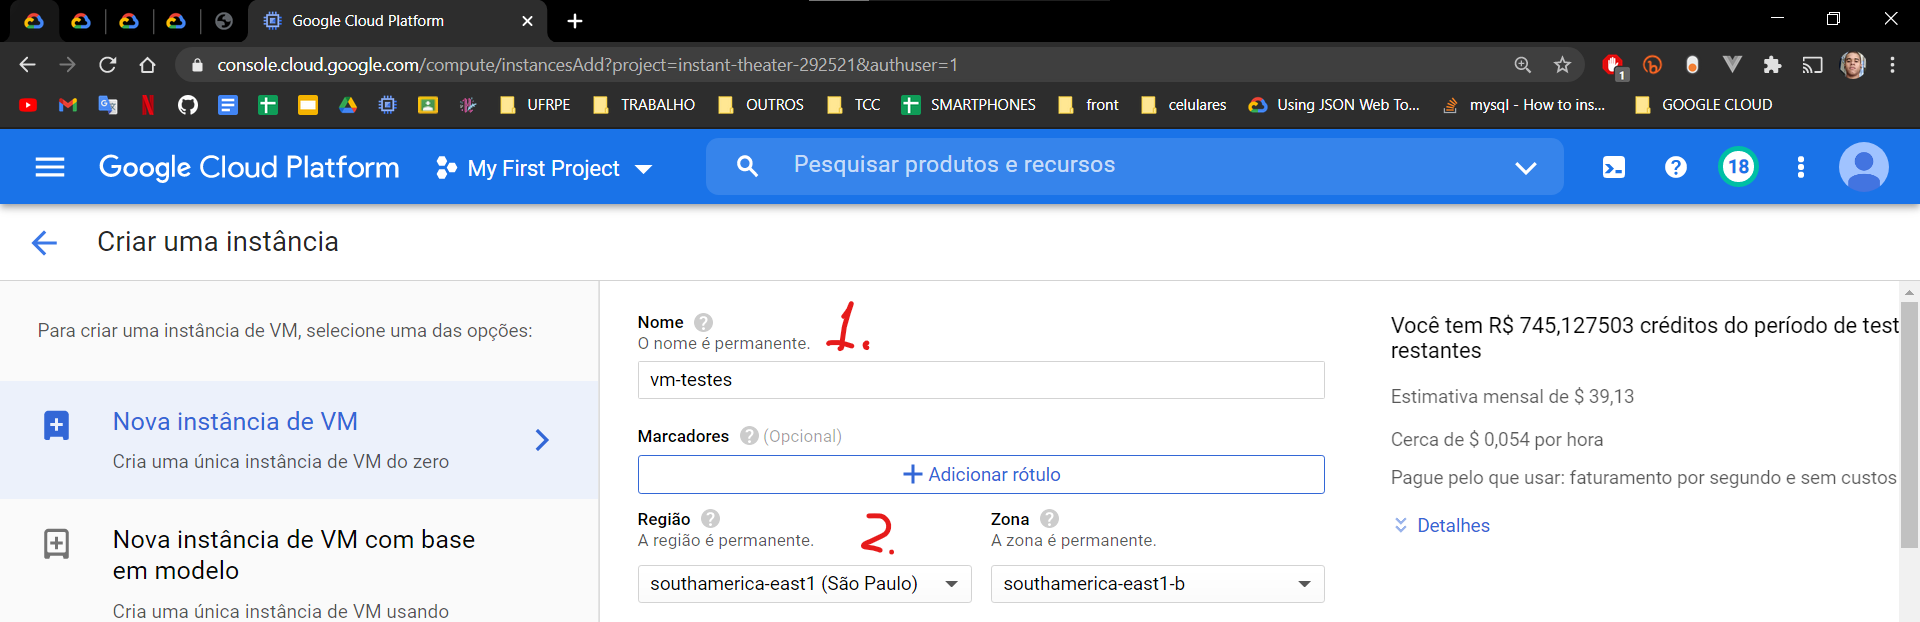 Google Cloud Platform
console.cloud.google.com/compute/instancesAdd?project=instant-theater-292521&authuser=1
1
UFRPE TRABALHO OUTROS TCC SMARTPHONES front celulares Using JSON Web To... mysql - How to ins... GOOGLE CLOUD
Google Cloud Platform My First Project Pesquisar produtos e recursos 18
Criar uma instância
Para criar uma instância de VM, selecione uma das opções:
Nova instância de VM
Cria uma única instância de VM do zero
Nova instância de VM com base
em modelo
Cria uma única instância de VM usando
Nome
O nome é permanente.
1.
vm-testes
Marcadores (Opcional)
Adicionar rótulo
Região
A região é permanente.
2.
southamerica-east1 (São Paulo)
Zona
A zona é permanente.
southamerica-east1-b
Você tem R$ 745,127503 créditos do período de test
restantes
Estimativa mensal de $ 39,13
Cerca de $ 0,054 por hora
Pague pelo que usar: faturamento por segundo e sem custos
Detalhes